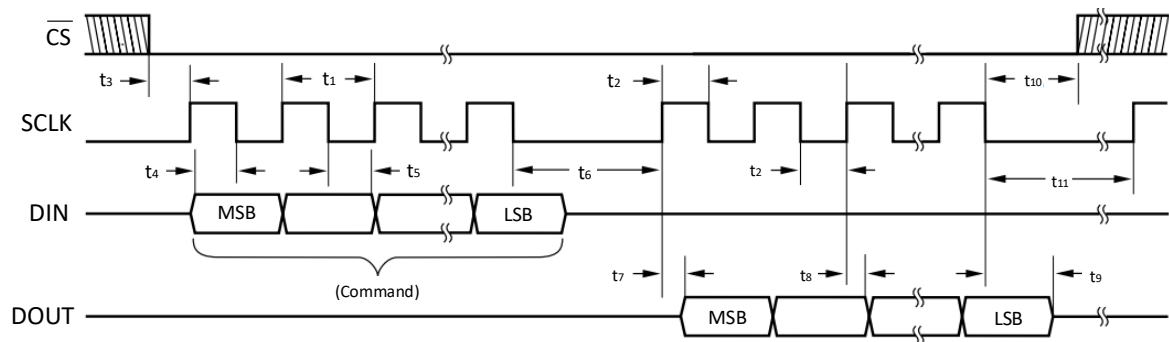 CS
t3
t1
t2
t10
SCLK
t4
t5
t6
t2
t11
DIN
MSB
LSB
(Command)
t7
t8
t9
DOUT
MSB
LSB